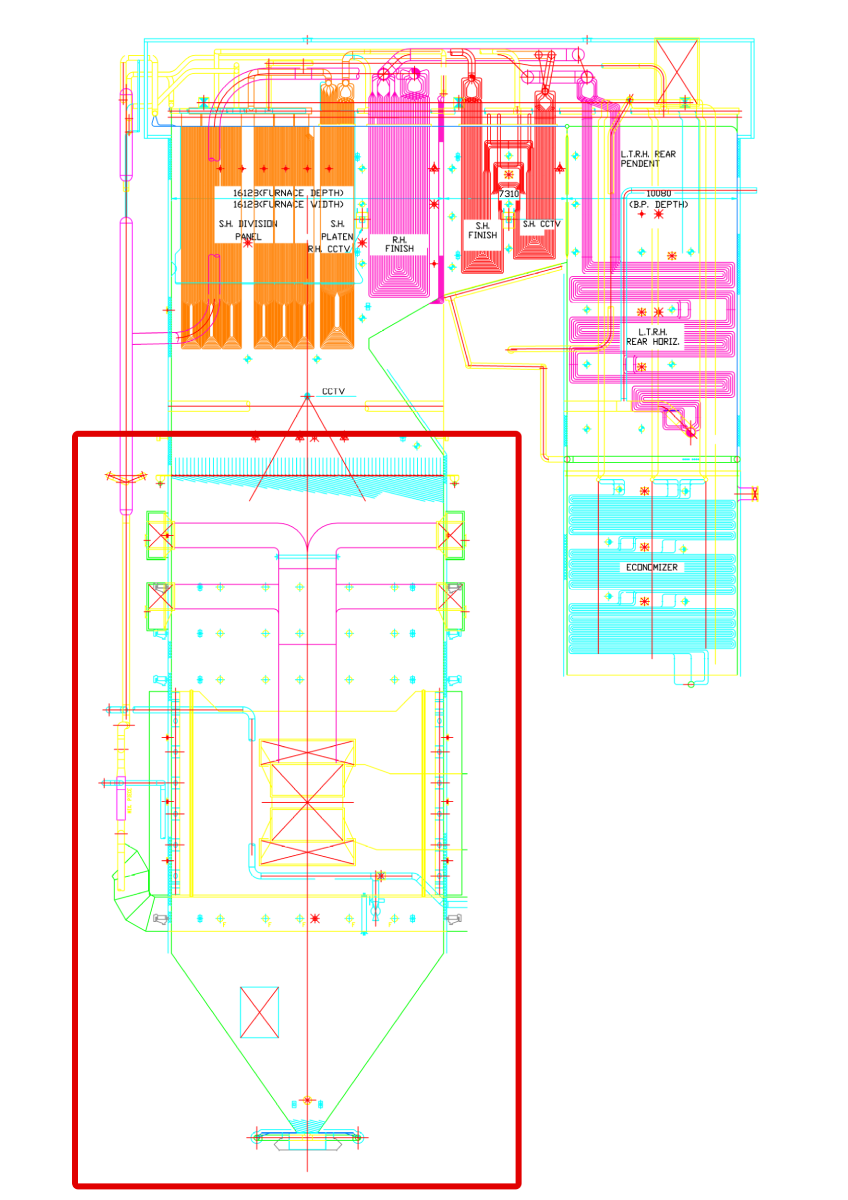 L.T.R.H. REAR
PENDENT
16128(FURNACE DEPTH)
16128(FURNACE WIDTH)
7310
10080
(B.P. DEPTH)
S.H. DIVISION
PANEL
S.H.
PLATEN
R.H. CCTV
R.H.
FINISH
S.H.
FINISH
S.H. CCTV
L.T.R.H.
REAR HORIZ.
CCTV
ECONOMIZER